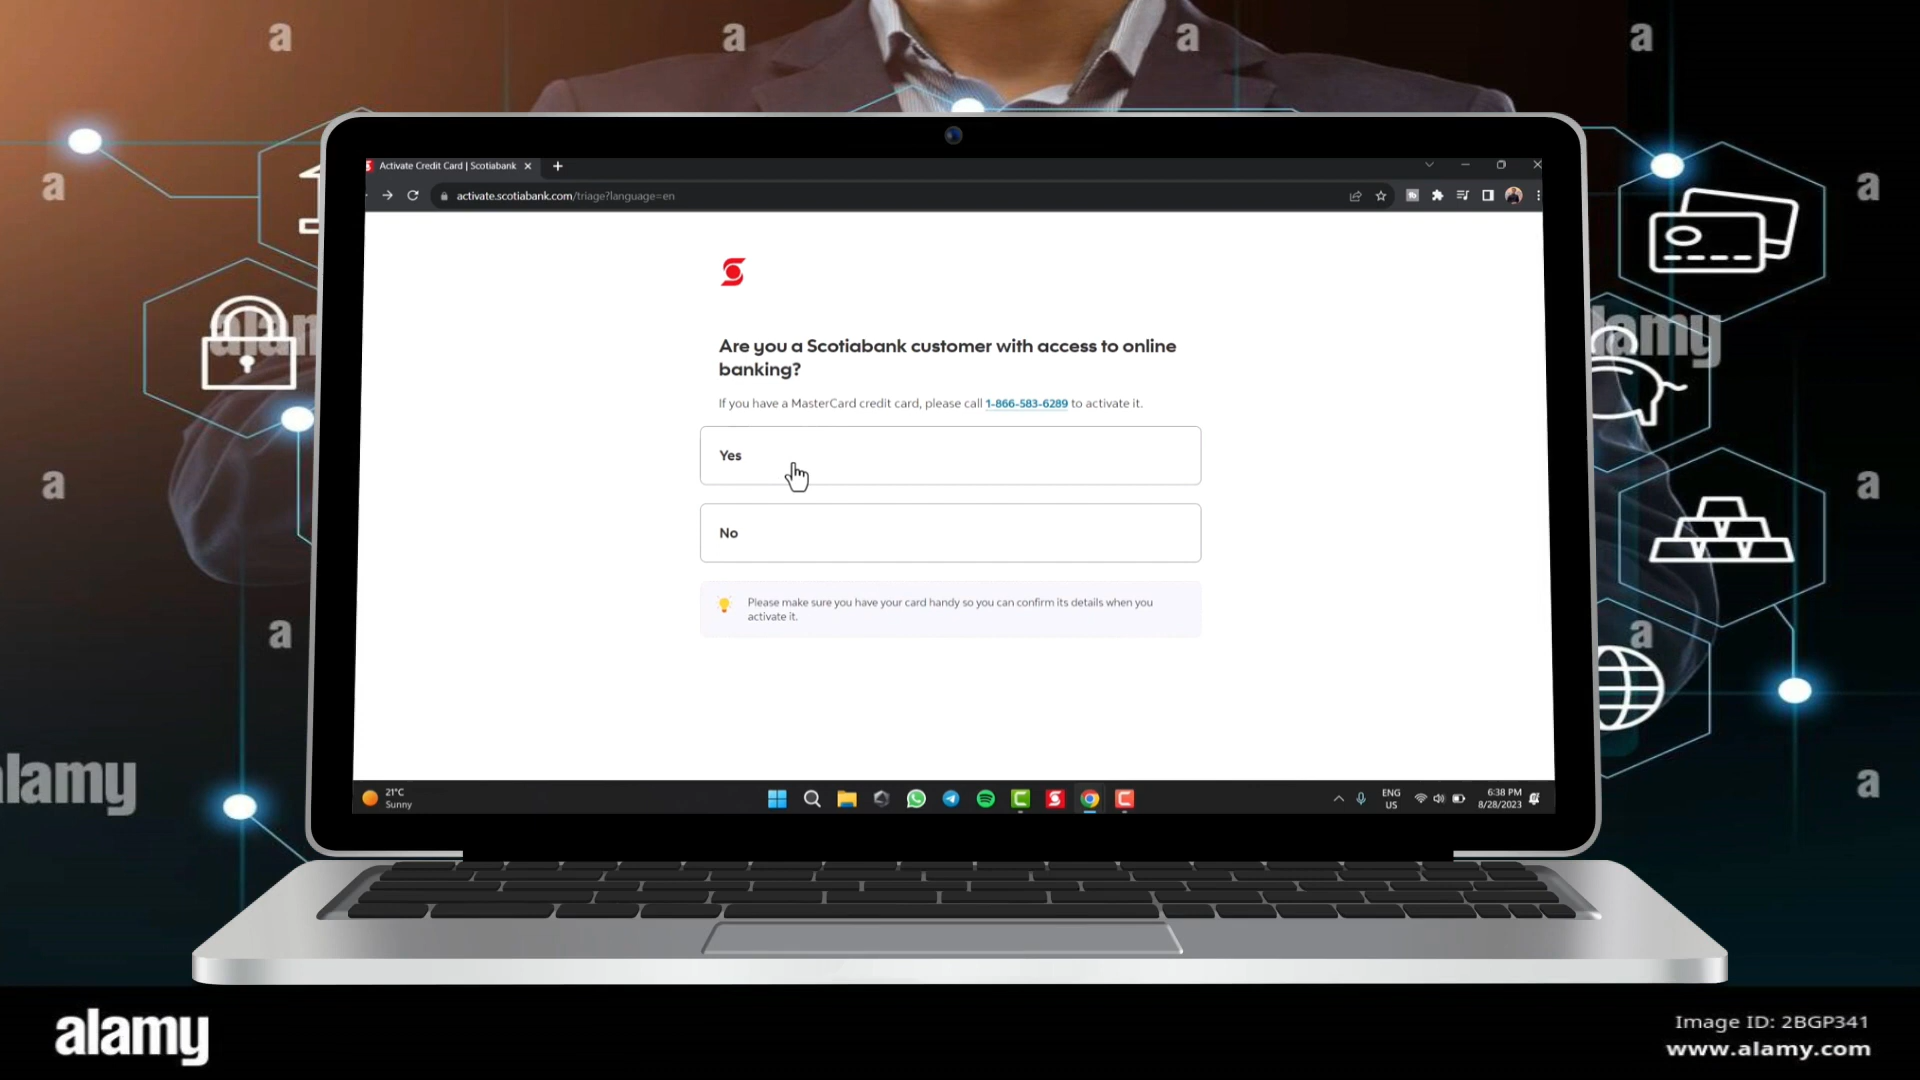 a
a
a
a
Activate Credit Card | Scotiabank
activate.scotiabank.com/triage?language=en
a
a
alamy
alamy
Are you a Scotiabank customer with access to online
banking?
If you have a MasterCard credit card, please call 1-866-583-6289 to activate it.
Yes
a
a
No
Please make sure you have your card handy so you can confirm its details when you
activate it.
a
a
alamy
a
21°C
Sunny
ENG
US
6:38 PM
8/28/2023
alamy
Image ID: 2BGP341
www.alamy.com